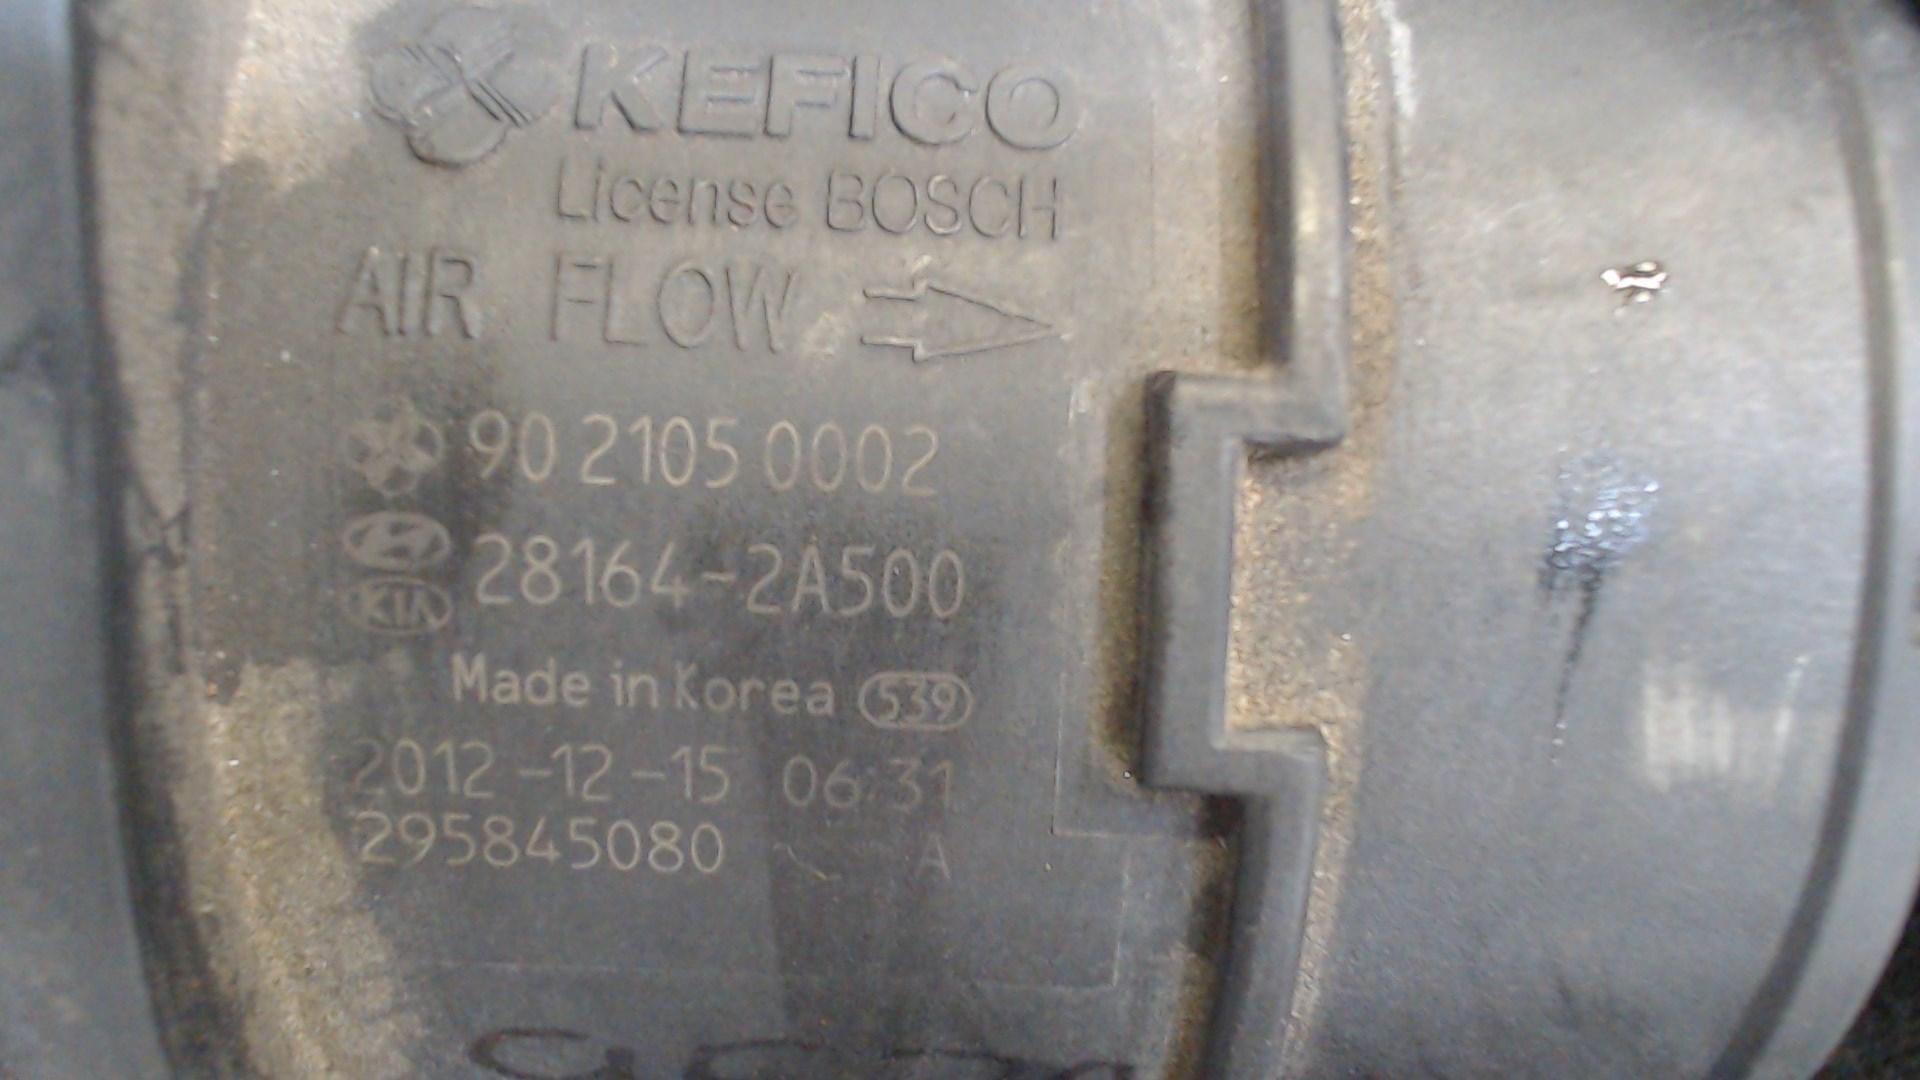 KEFICO
License BOSCH
AIR FLOW
90 2105 0002
28164-2A500
KIA
Made in Korea 539
2012-12-15 06:31
295845080 A